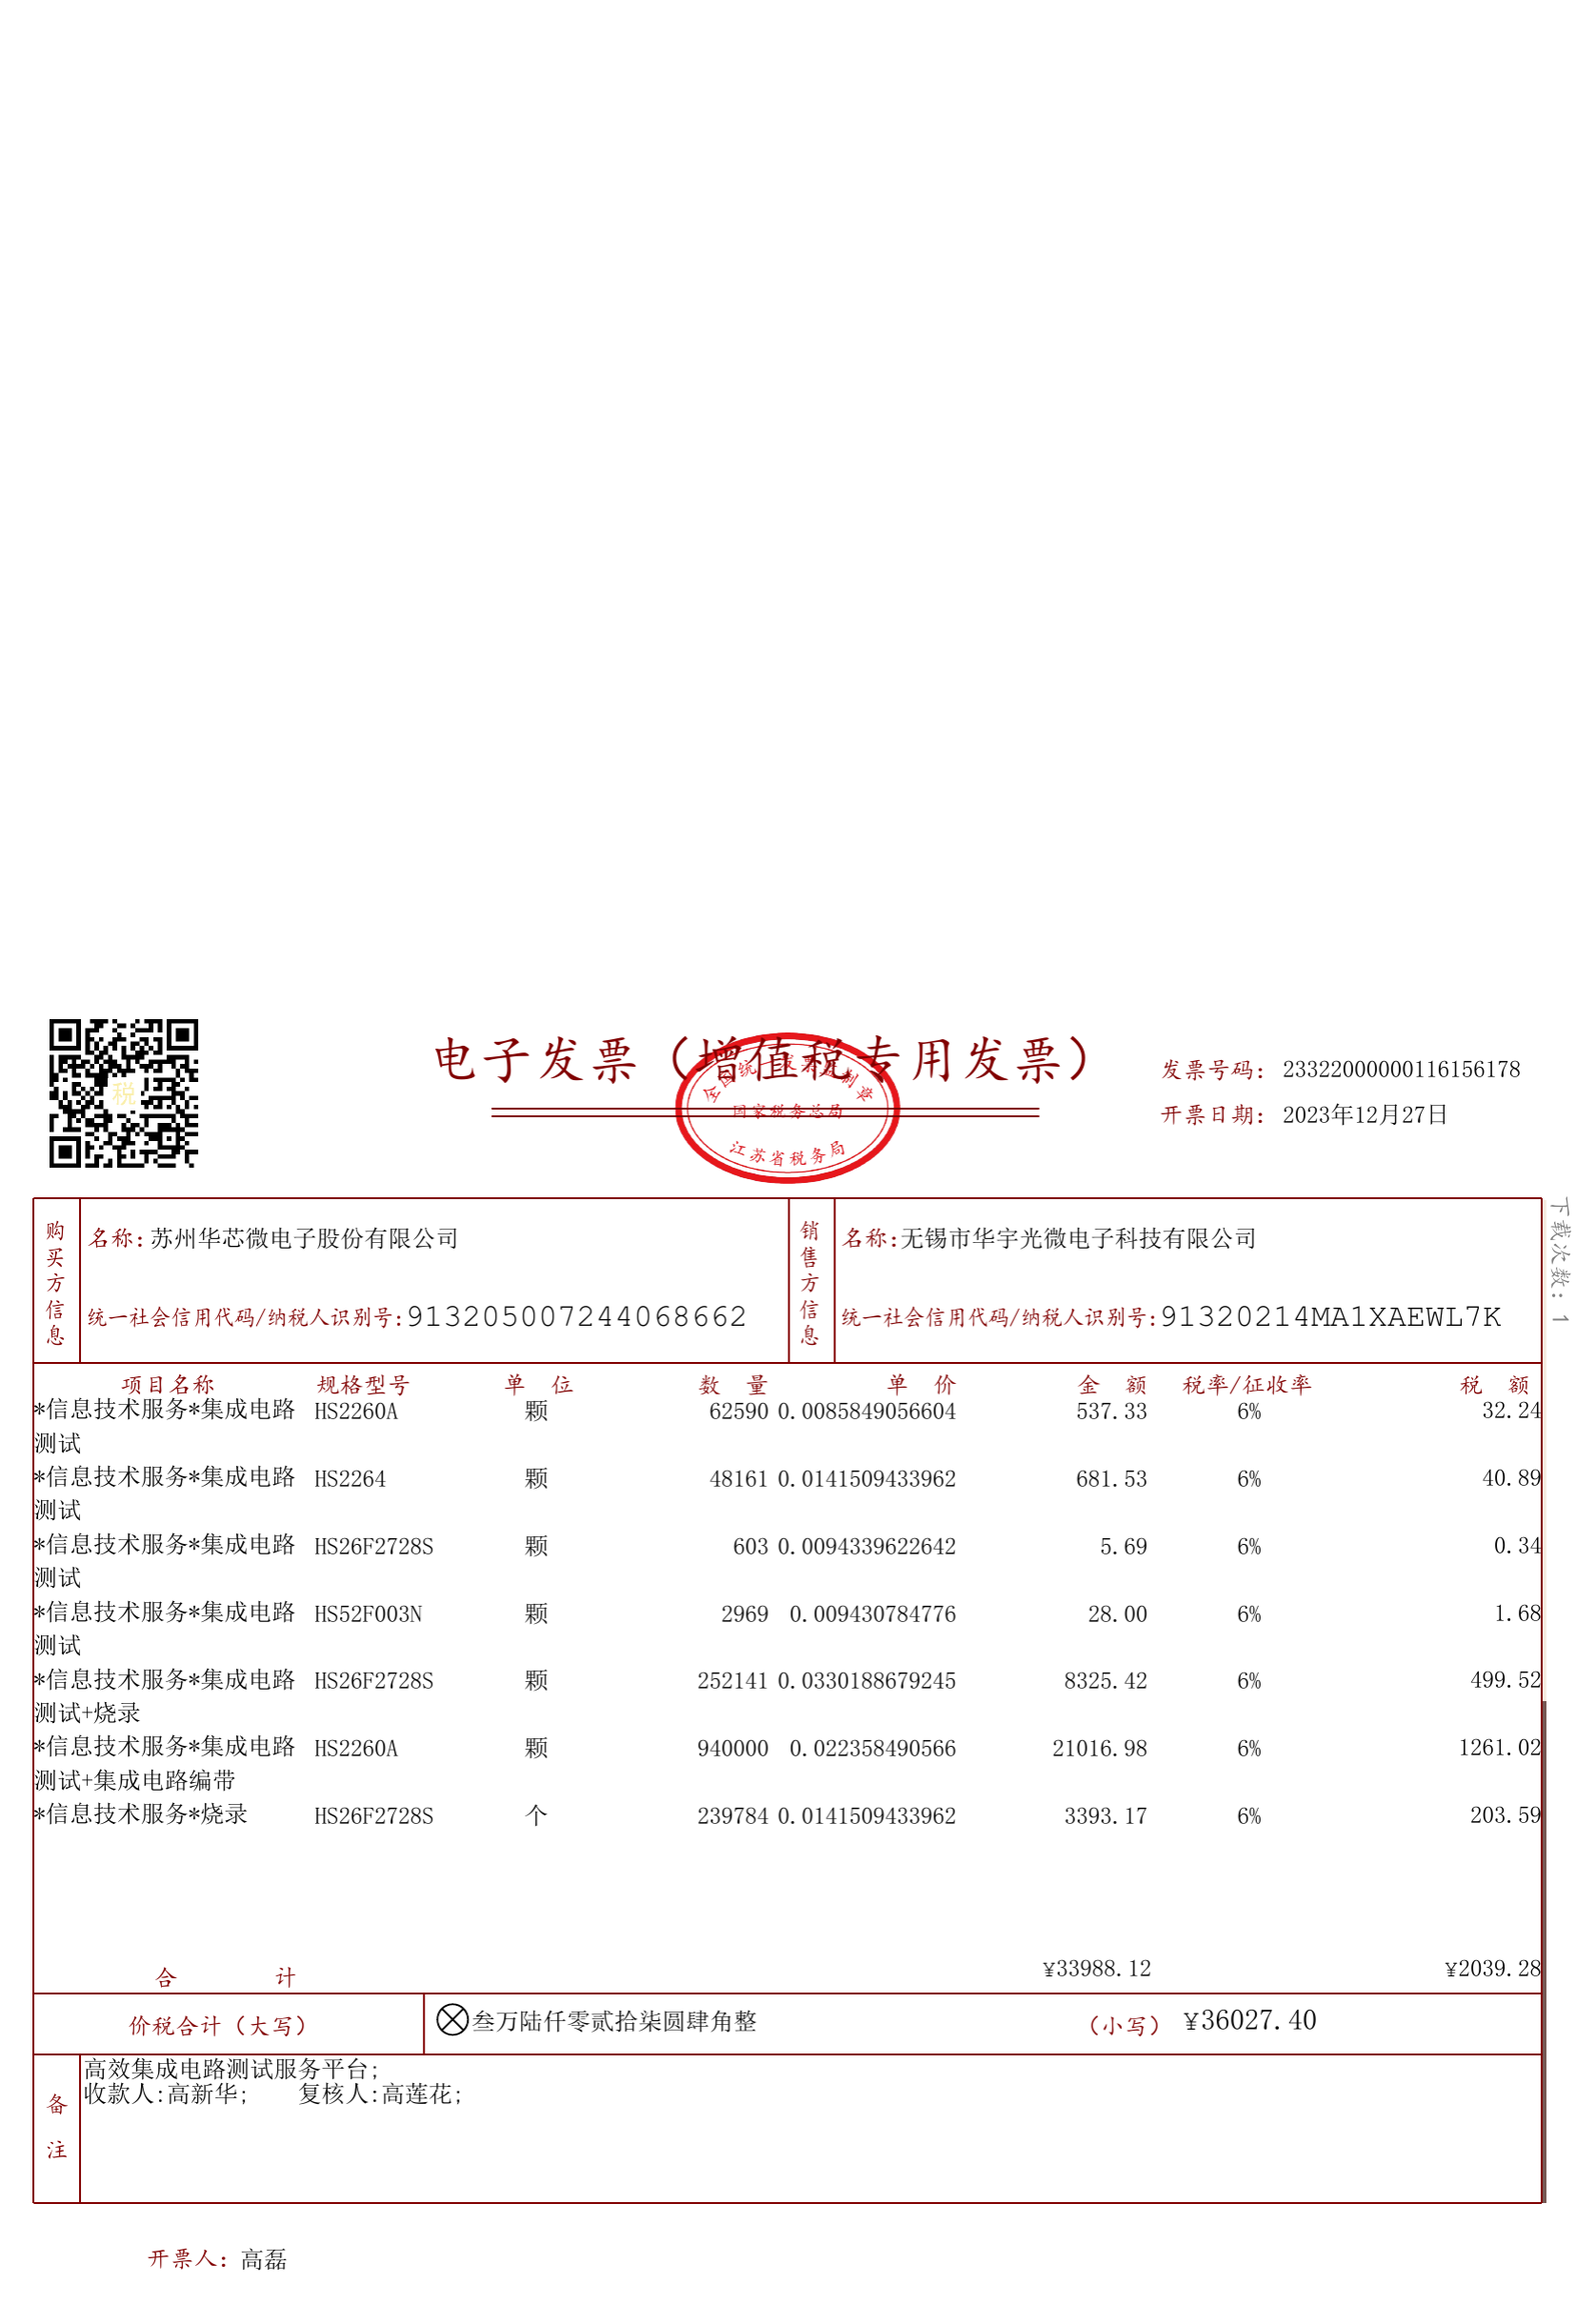 电子发票（增值税专用发票）
全国统一发票监制章
国家税务总局
江苏省税务局
税
发票号码：23322000000116156178
开票日期：2023年12月27日
下载次数：1
购买方信息
名称：苏州华芯微电子股份有限公司
统一社会信用代码/纳税人识别号：913205007244068662
销售方信息
名称：无锡市华宇光微电子科技有限公司
统一社会信用代码/纳税人识别号：91320214MA1XAEWL7K
项目名称 规格型号 单 位 数 量 单 价 金 额 税率/征收率 税 额
*信息技术服务*集成电路 HS2260A 颗 62590 0.0085849056604 537.33 6% 32.24
测试
*信息技术服务*集成电路 HS2264 颗 48161 0.0141509433962 681.53 6% 40.89
测试
*信息技术服务*集成电路 HS26F2728S 颗 603 0.0094339622642 5.69 6% 0.34
测试
*信息技术服务*集成电路 HS52F003N 颗 2969 0.009430784776 28.00 6% 1.68
测试
*信息技术服务*集成电路 HS26F2728S 颗 252141 0.0330188679245 8325.42 6% 499.52
测试+烧录
*信息技术服务*集成电路 HS2260A 颗 940000 0.022358490566 21016.98 6% 1261.02
测试+集成电路编带
*信息技术服务*烧录 HS26F2728S 个 239784 0.0141509433962 3393.17 6% 203.59
合 计 ¥33988.12 ¥2039.28
价税合计（大写） 叁万陆仟零贰拾柒圆肆角整 （小写） ¥36027.40
备注
高效集成电路测试服务平台;
收款人:高新华; 复核人:高莲花;
开票人：高磊